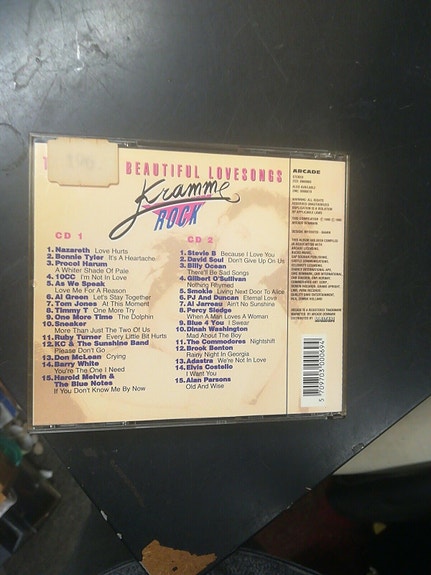 T
BEAUTIFUL LOVESONGS
Kramme
ROCK
CD 1
1. Nazareth Love Hurts
2. Bonnie Tyler It's A Heartache
3. Procol Harum
A Whiter Shade Of Pale
4. 10CC I'm Not In Love
5. As We Speak
Love Me For A Reason
6. Al Green Let's Stay Together
7. Tom Jones At This Moment
8. Timmy T One More Try
9. One More Time The Dolphin
10. Sneaker
More Than Just The Two Of Us
11. Ruby Turner Every Little Bit Hurts
12. KC & The Sunshine Band
Please Don't Go
13. Don McLean Crying
14. Barry White
You're The One I Need
15. Harold Melvin &
The Blue Notes
If You Don't Know Me By Now
CD 2
1. Stevie B Because I Love You
2. David Soul Don't Give Up On Us
3. Billy Ocean
There'll Be Sad Songs
4. Gilbert O'Sullivan
Nothing Rhymed
5. Smokie Living Next Door To Alice
6. PJ And Duncan Eternal Love
7. Al Jarreau Ain't No Sunshine
8. Percy Sledge
When A Man Loves A Woman
9. Blue 4 You I Swear
10. Dinah Washington
Mad About The Boy
11. The Commodores Nightshift
12. Brook Benton
Rainy Night In Georgia
13. Adastra We're Not In Love
14. Elvis Costello
I Want You
15. Alan Parsons
Old And Wise
ARCADE
STEREO
5 709703 000674